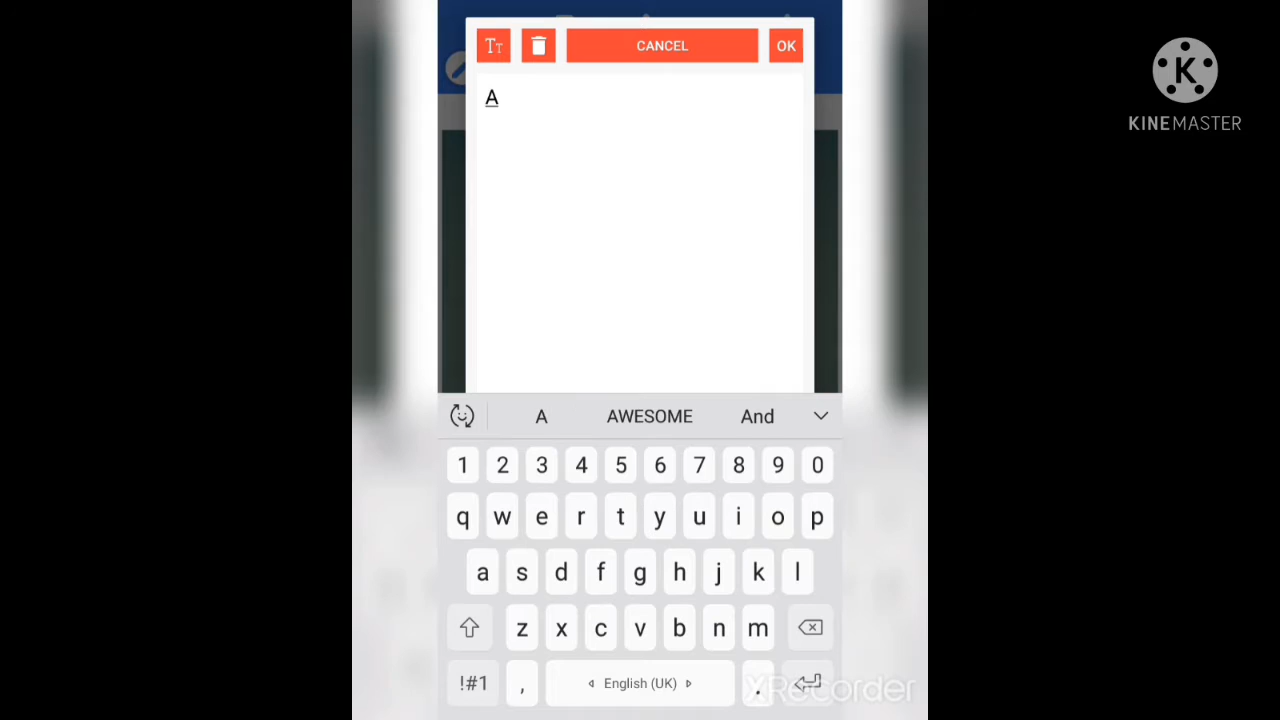 Tт CANCEL OK
K
KINEMASTER
A
A AWESOME And
1 2 3 4 5 6 7 8 9 0
q w e r t y u i o p
a s d f g h j k l
z x c v b n m
!#1 , English (UK) .
XRecorder